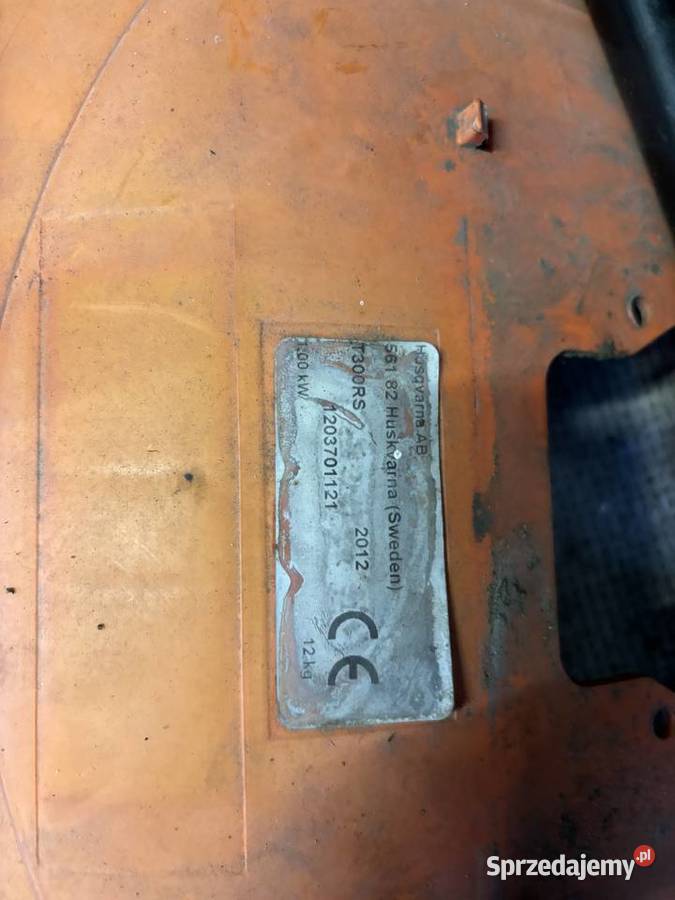 Husqvarna AB
561 82 Huskvarna (Sweden)
T300RS 2012
1203701121
1.00 kW 12 kg
CE
Sprzedajemy.pl